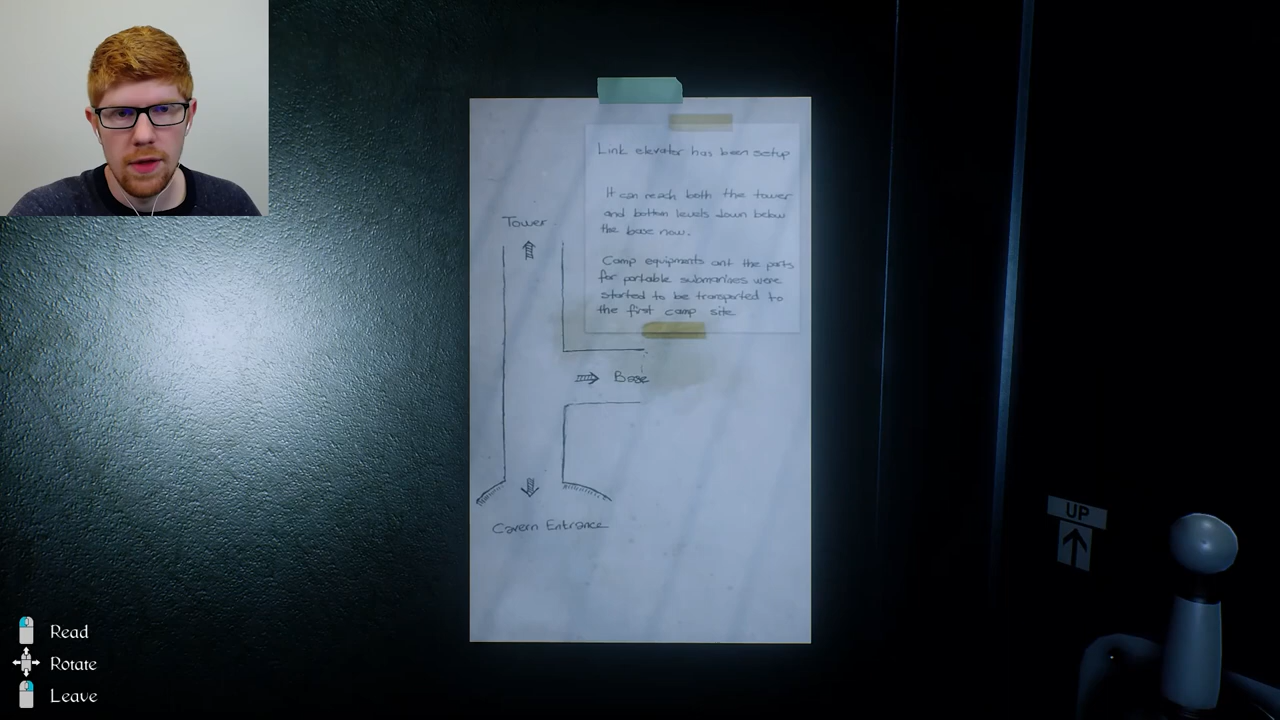 Link elevater has been setup
It can reach both the tower
and bottom levels down below
the base now.
Camp equipments ant the parts
for portable submarines were
started to be transported to
the first camp site
Tower
Base
Cavern Entrance
UP
Read
Rotate
Leave